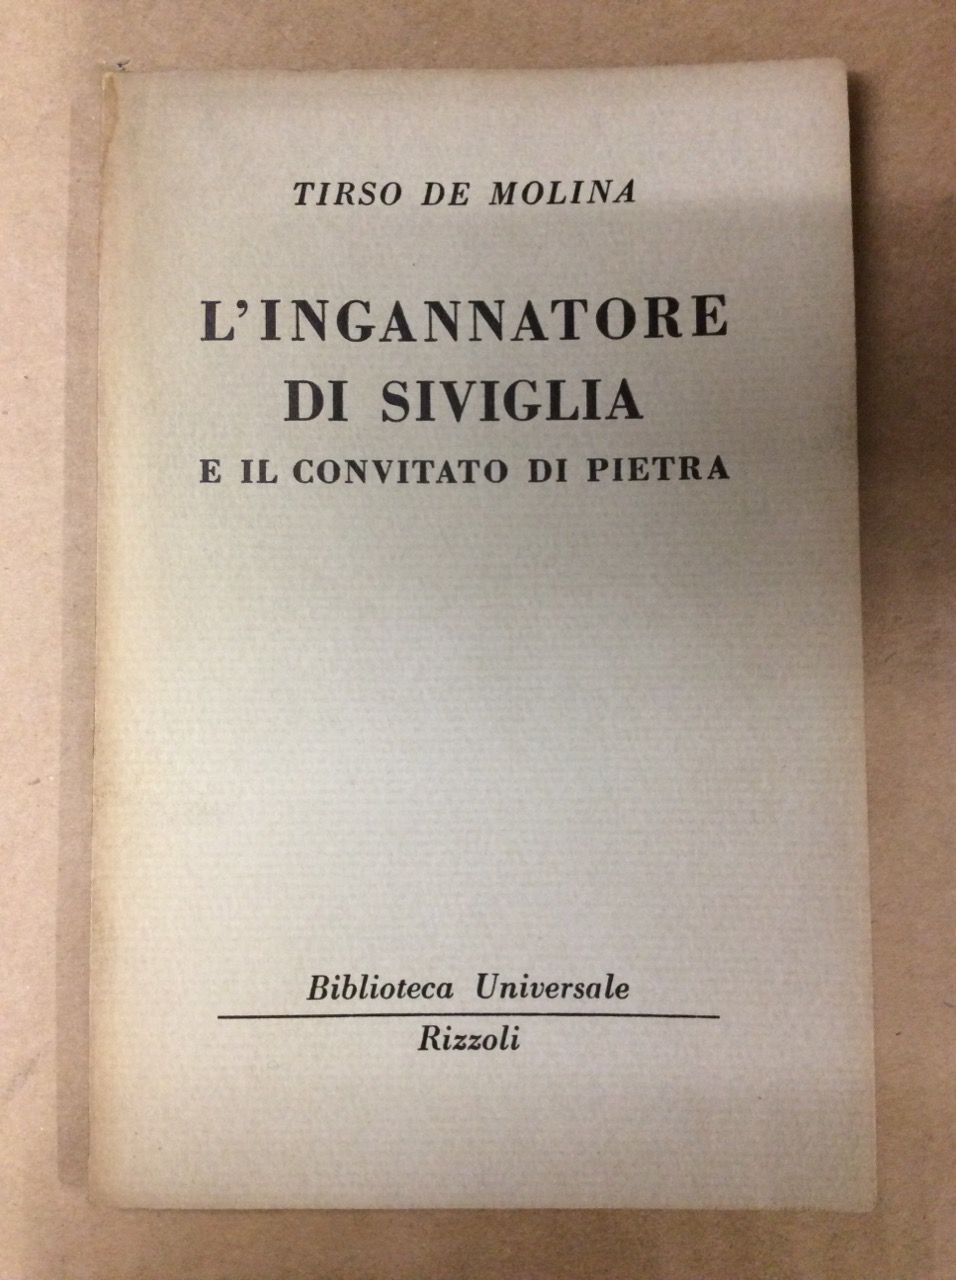 TIRSO DE MOLINA
L'INGANNATORE
DI SIVIGLIA
E IL CONVITATO DI PIETRA
Biblioteca Universale
Rizzoli